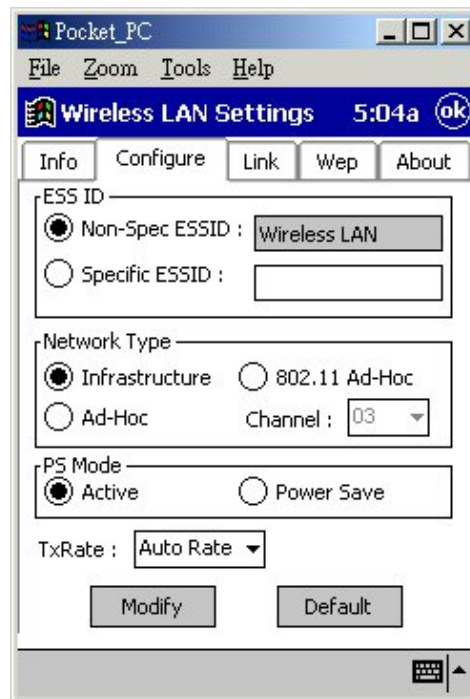 Pocket_PC
File Zoom Tools Help
Wireless LAN Settings 5:04a ok
Info Configure Link Wep About
ESS ID
Non-Spec ESSID : Wireless LAN
Specific ESSID :
Network Type
Infrastructure 802.11 Ad-Hoc
Ad-Hoc Channel : 03
PS Mode
Active Power Save
TxRate : Auto Rate
Modify Default